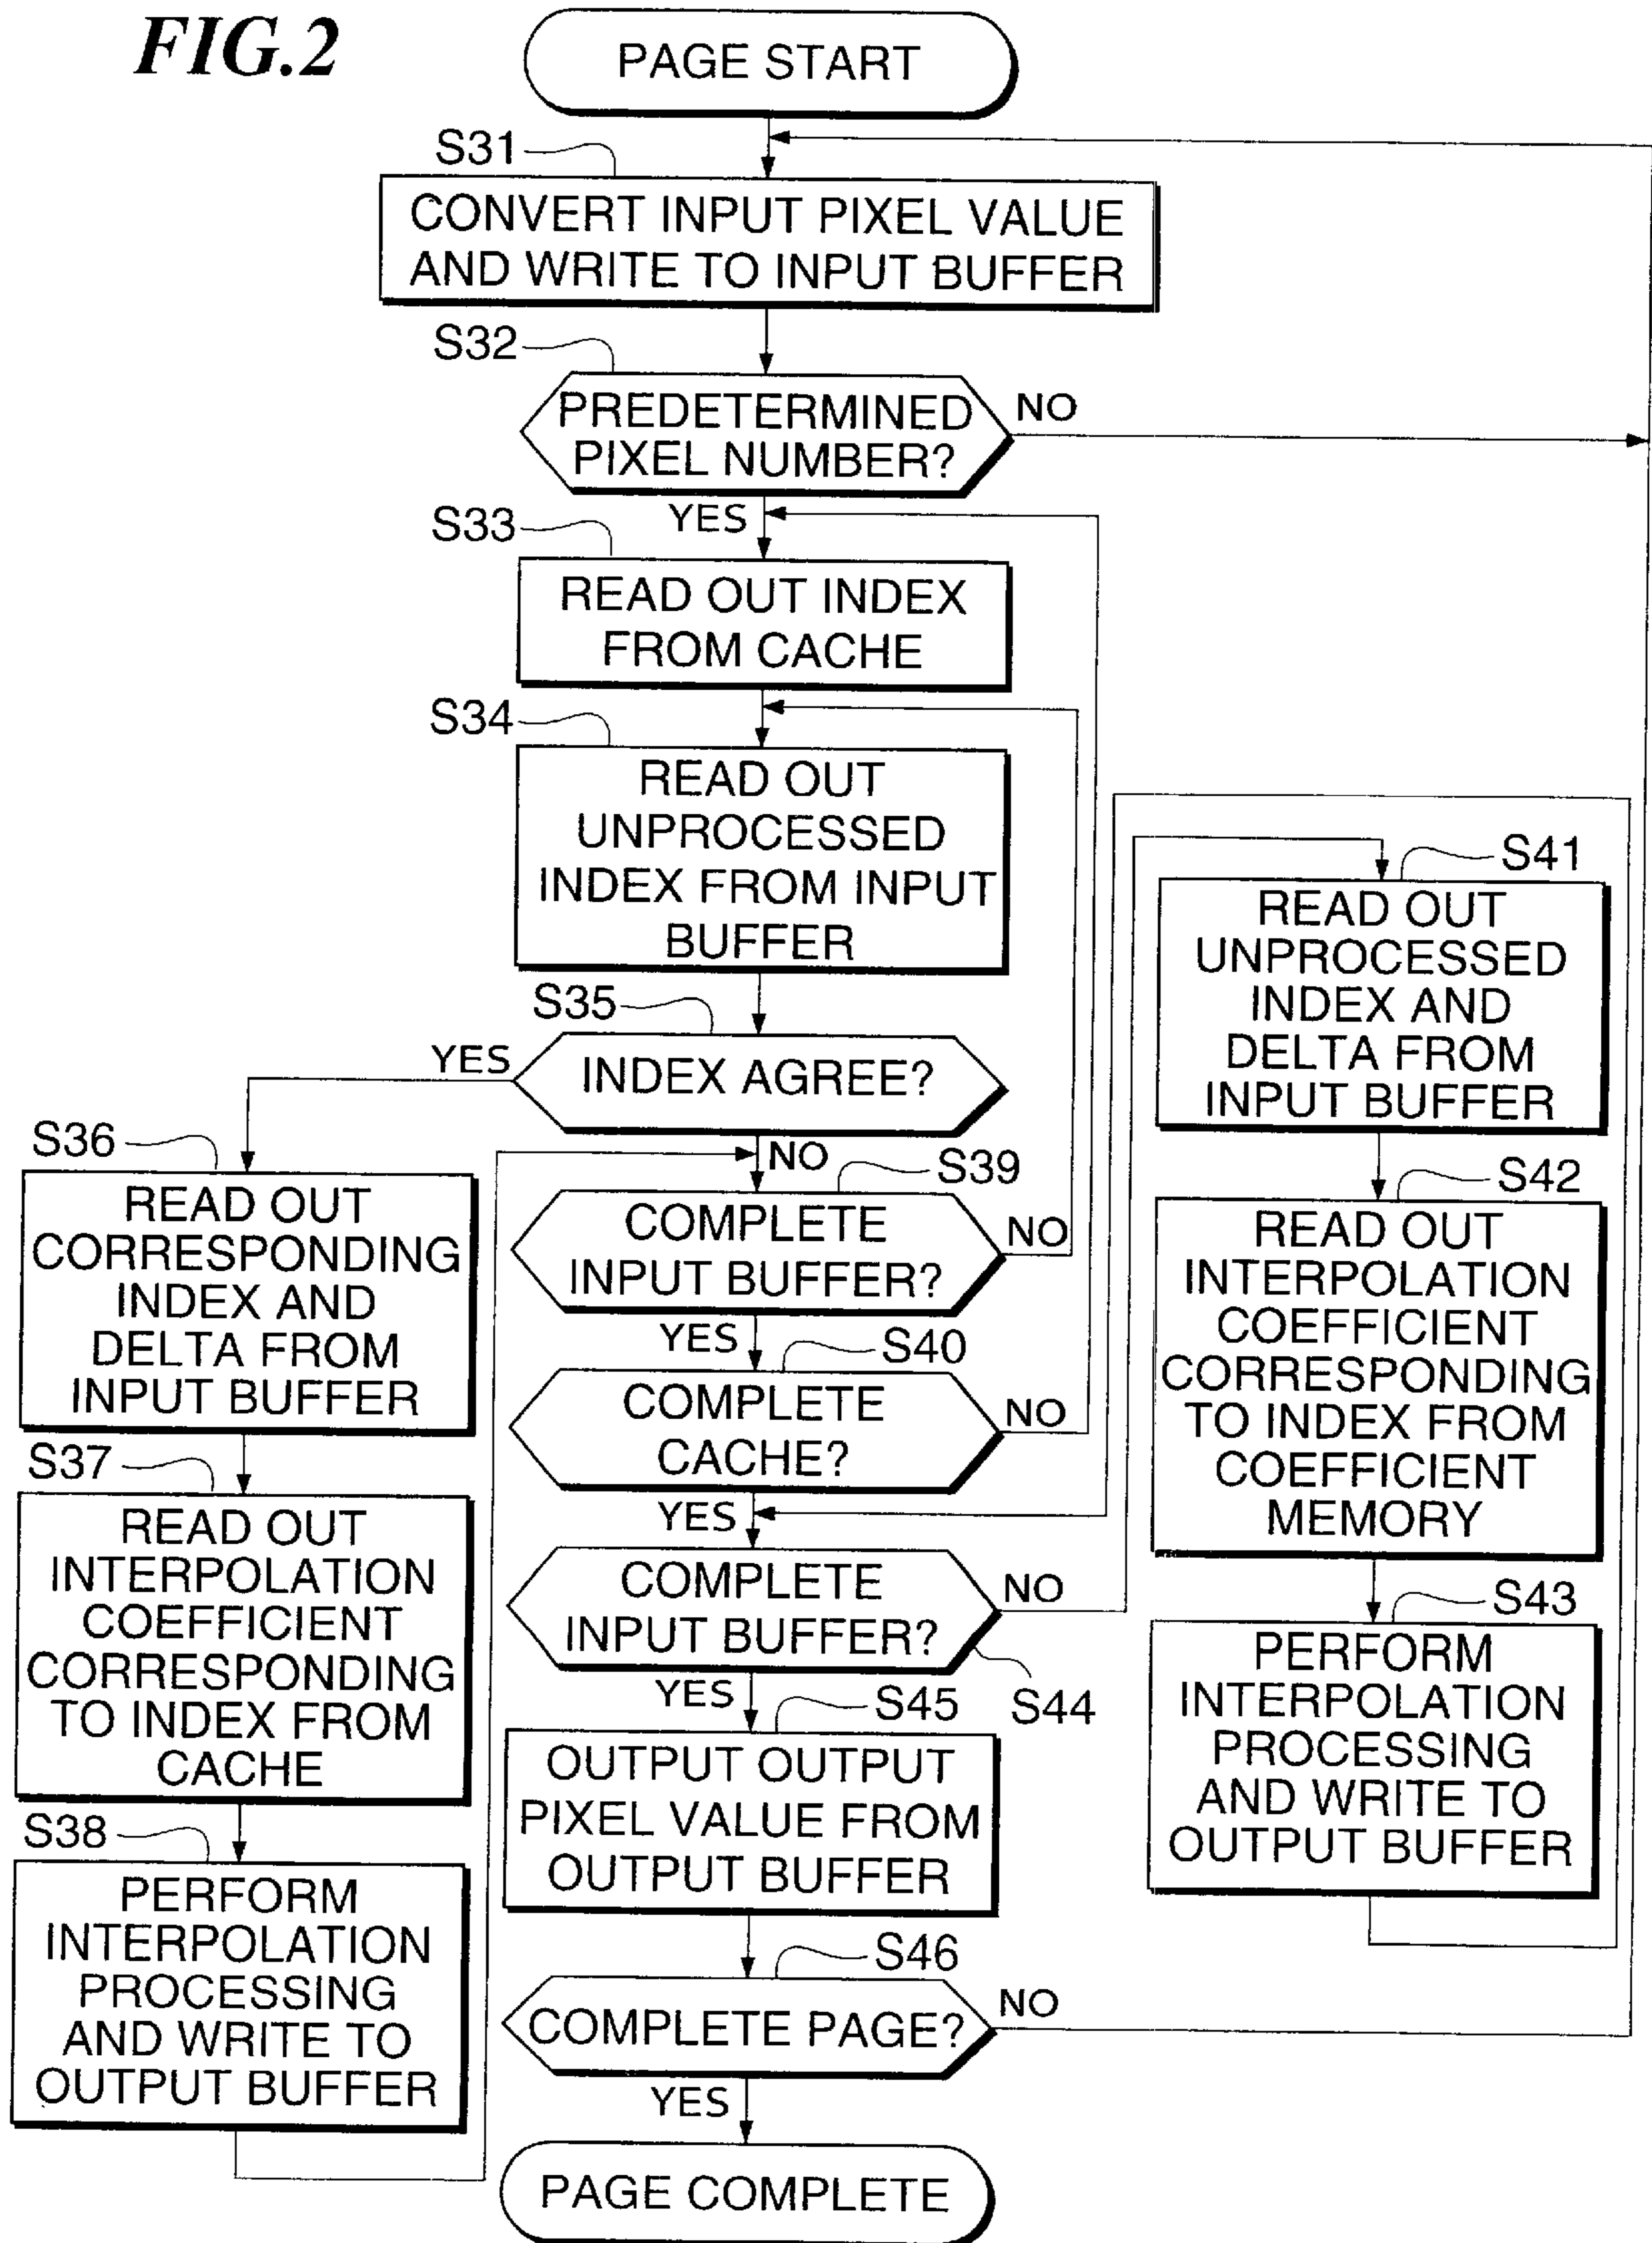 FIG.2
PAGE START
S31
CONVERT INPUT PIXEL VALUE
AND WRITE TO INPUT BUFFER
S32
PREDETERMINED
PIXEL NUMBER?
NO
YES
S33
READ OUT INDEX
FROM CACHE
S34
READ OUT
UNPROCESSED
INDEX FROM INPUT
BUFFER
S35
INDEX AGREE?
YES
NO
S36
READ OUT
CORRESPONDING
INDEX AND
DELTA FROM
INPUT BUFFER
S37
READ OUT
INTERPOLATION
COEFFICIENT
CORRESPONDING
TO INDEX FROM
CACHE
S38
PERFORM
INTERPOLATION
PROCESSING
AND WRITE TO
OUTPUT BUFFER
S39
COMPLETE
INPUT BUFFER?
NO
YES
S40
COMPLETE
CACHE?
NO
YES
COMPLETE
INPUT BUFFER?
NO
S44
YES
S41
READ OUT
UNPROCESSED
INDEX AND
DELTA FROM
INPUT BUFFER
S42
READ OUT
INTERPOLATION
COEFFICIENT
CORRESPONDING
TO INDEX FROM
COEFFICIENT
MEMORY
S43
PERFORM
INTERPOLATION
PROCESSING
AND WRITE TO
OUTPUT BUFFER
S45
OUTPUT OUTPUT
PIXEL VALUE FROM
OUTPUT BUFFER
S46
COMPLETE PAGE?
NO
YES
PAGE COMPLETE